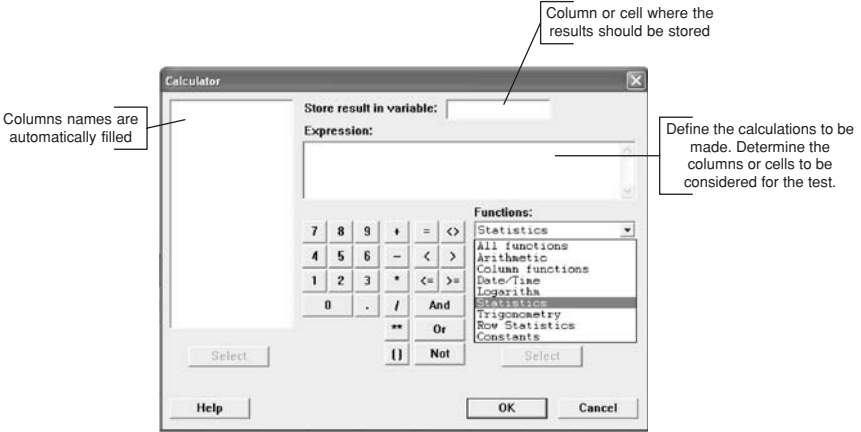 Column or cell where the
results should be stored
Calculator
Columns names are
automatically filled
Store result in variable:
Expression:
Define the calculations to be
made. Determine the
columns or cells to be
considered for the test.
Functions:
Statistics
All functions
Arithmetic
Column functions
Date/Time
Logarithm
Statistics
Trigonometry
Row Statistics
Constants
7 8 9 + = <>
4 5 6 - < >
1 2 3 * <= >=
0 . / And
** Or
() Not
Select
Select
Help
OK
Cancel